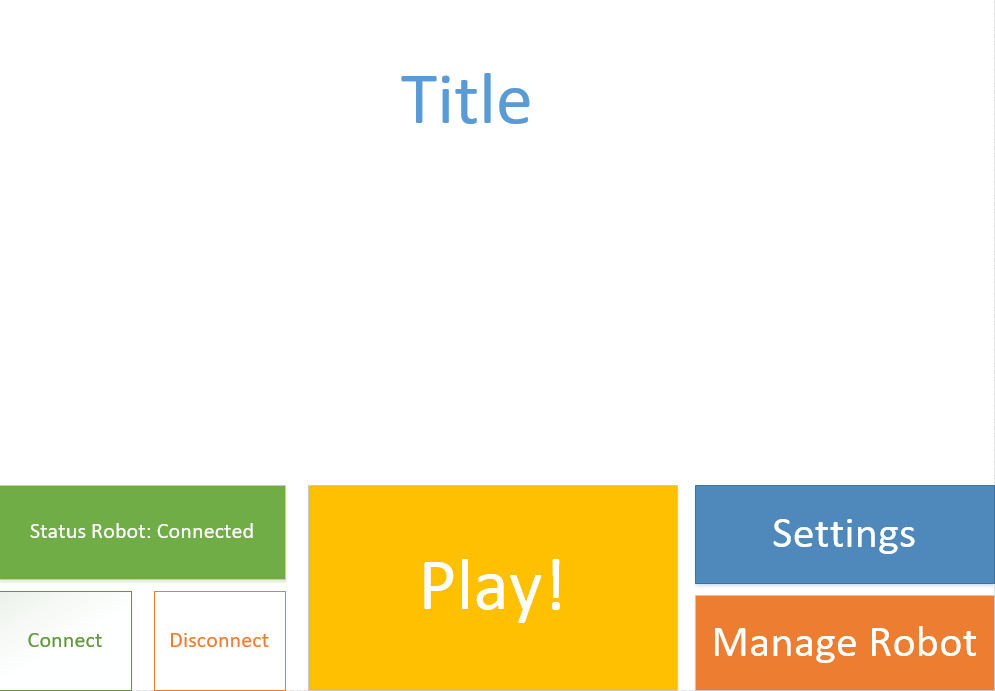 Title
Status Robot: Connected
Connect
Disconnect
Play!
Settings
Manage Robot